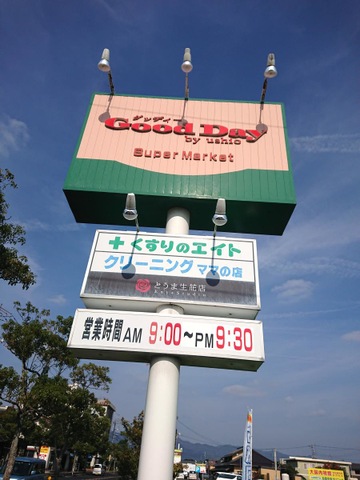 グッディー
Good Day
by ushio
Super Market
+くすりのエイト
クリーニング ママの店
とうま生花店
営業時間 AM 9:00～PM 9:30